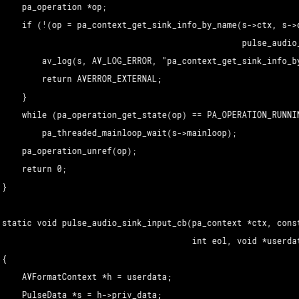 pa_operation *op;
if (!(op = pa_context_get_sink_info_by_name(s->ctx, s->
pulse_audio_
av_log(s, AV_LOG_ERROR, "pa_context_get_sink_info_by
return AVERROR_EXTERNAL;
}
while (pa_operation_get_state(op) == PA_OPERATION_RUNNIN
pa_threaded_mainloop_wait(s->mainloop);
pa_operation_unref(op);
return 0;
}
static void pulse_audio_sink_input_cb(pa_context *ctx, const
int eol, void *userdat
{
AVFormatContext *h = userdata;
PulseData *s = h->priv_data;